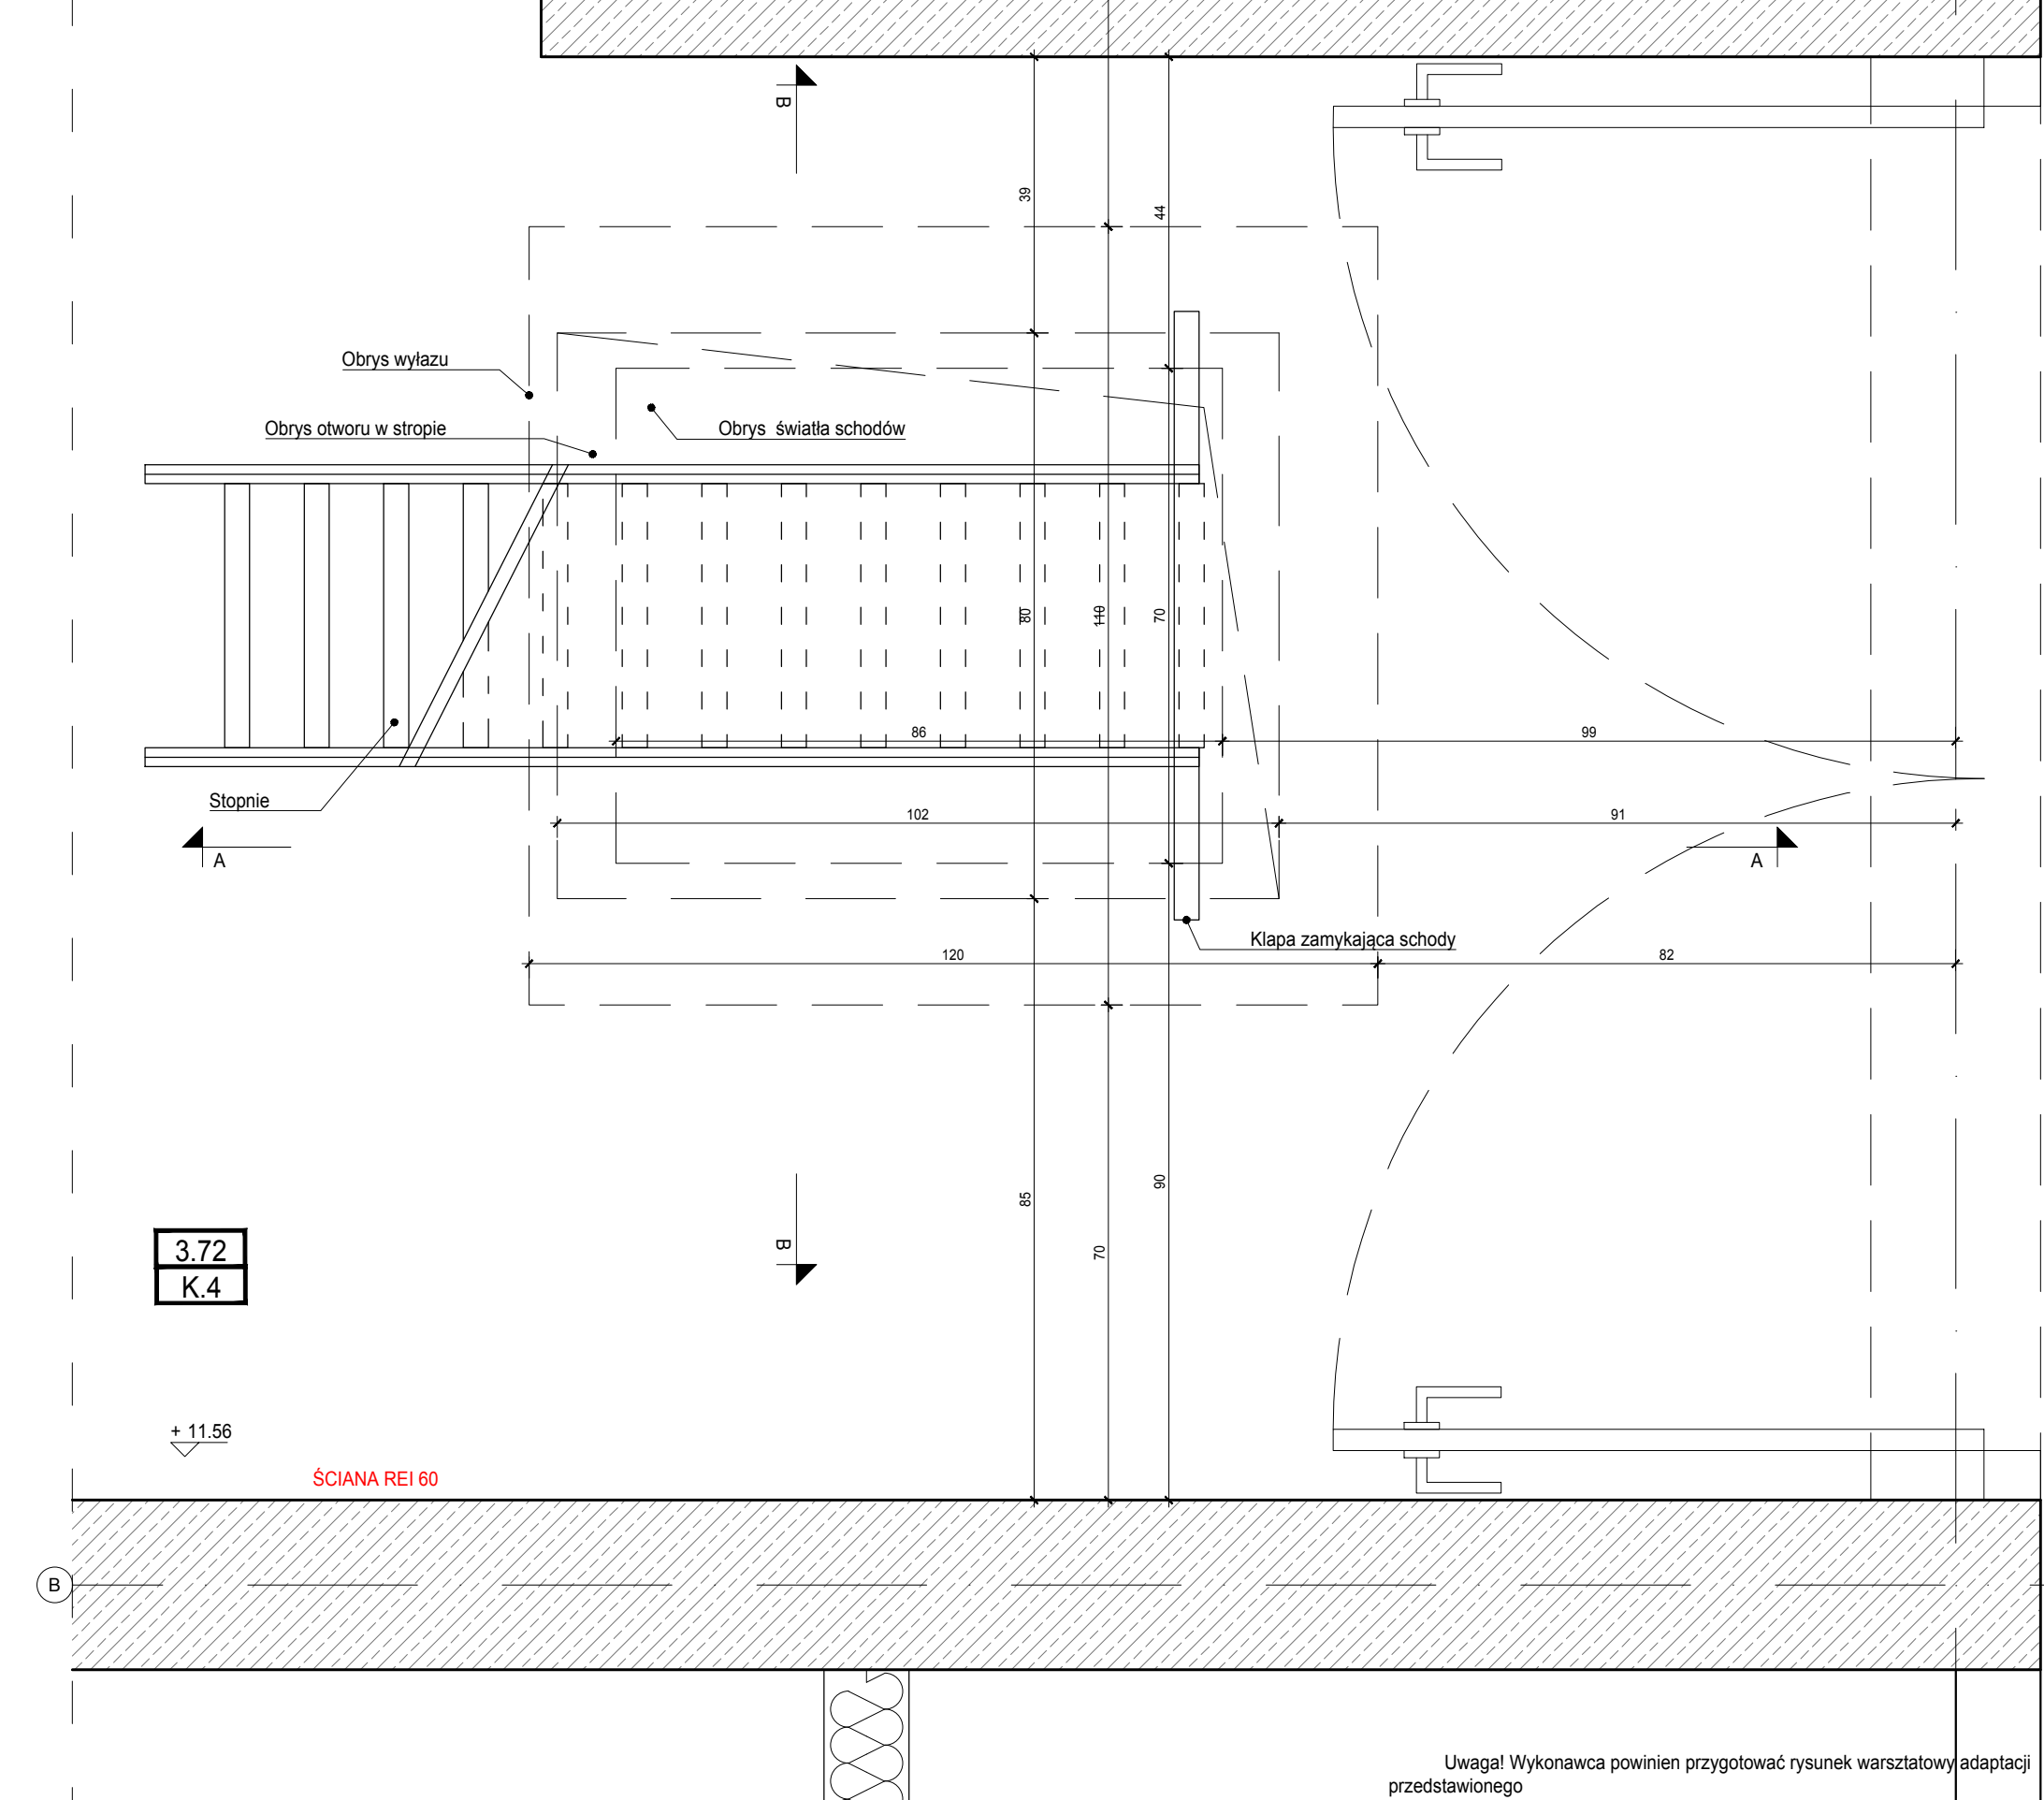 B
39
44
Obrys wyłazu
Obrys otworu w stropie
Obrys światła schodów
80
110
70
86
99
Stopnie
102
91
A
A
Klapa zamykająca schody
120
82
85
90
70
B
3.72
K.4
+ 11.56
ŚCIANA REI 60
B
Uwaga! Wykonawca powinien przygotować rysunek warsztatowy adaptacji
przedstawionego